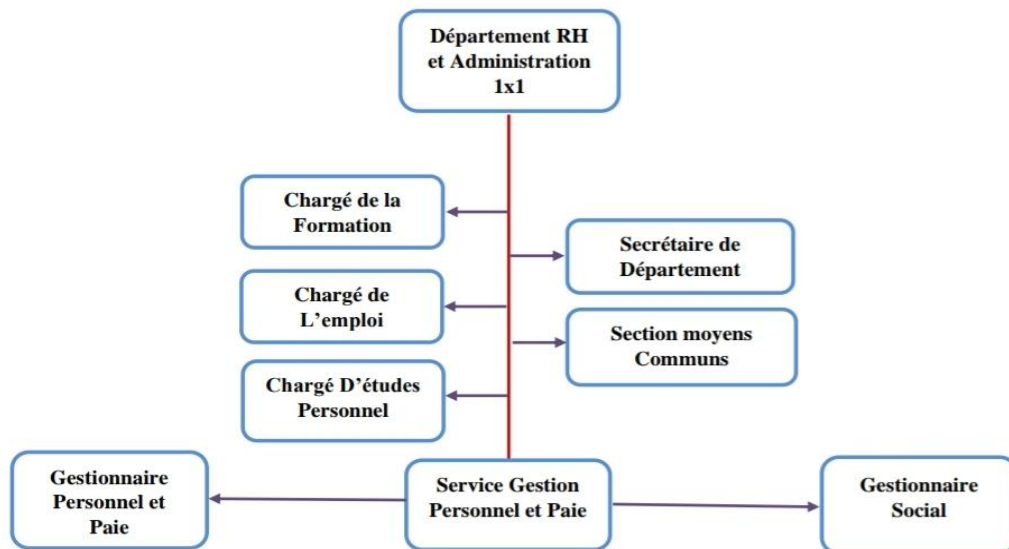 Département RH
et Administration
1x1
Chargé de la
Formation
Secrétaire de
Département
Chargé de
L'emploi
Section moyens
Communs
Chargé D'études
Personnel
Gestionnaire
Personnel et
Paie
Service Gestion
Personnel et Paie
Gestionnaire
Social